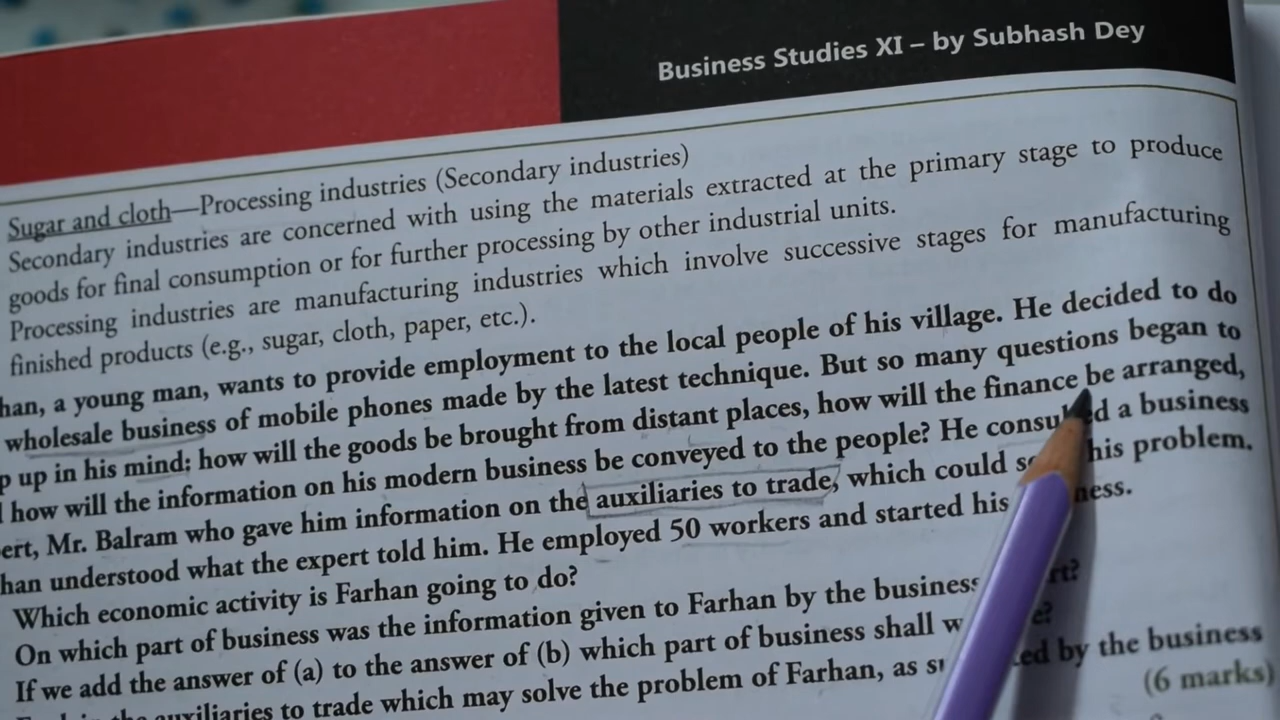 Business Studies XI – by Subhash Dey
Sugar and cloth—Processing industries (Secondary industries)
Secondary industries are concerned with using the materials extracted at the primary stage to produce
goods for final consumption or for further processing by other industrial units.
Processing industries are manufacturing industries which involve successive stages for manufacturing
finished products (e.g., sugar, cloth, paper, etc.).
han, a young man, wants to provide employment to the local people of his village. He decided to do
wholesale business of mobile phones made by the latest technique. But so many questions began to
p up in his mind: how will the goods be brought from distant places, how will the finance be arranged,
how will the information on his modern business be conveyed to the people? He consulted a business
ert, Mr. Balram who gave him information on the auxiliaries to trade, which could his problem.
han understood what the expert told him. He employed 50 workers and started his ness.
Which economic activity is Farhan going to do?
On which part of business was the information given to Farhan by the business rt?
If we add the answer of (a) to the answer of (b) which part of business shall w e?
the auxiliaries to trade which may solve the problem of Farhan, as su ed by the business
(6 marks)